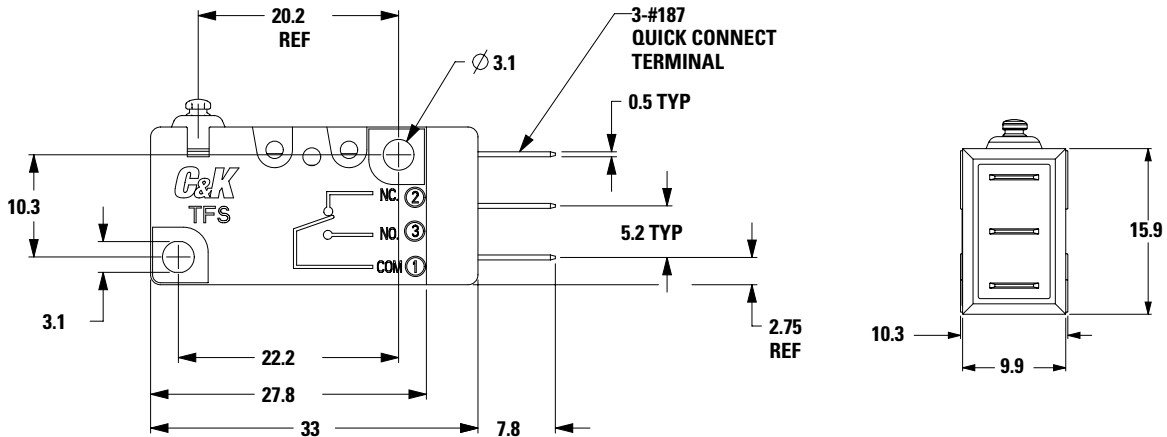 20.2
REF
3-#187
QUICK CONNECT
TERMINAL
∅ 3.1
0.5 TYP
C&K
TFS
NC. ②
NO. ③
COM ①
10.3
5.2 TYP
15.9
3.1
2.75
REF
22.2
10.3
9.9
27.8
33
7.8